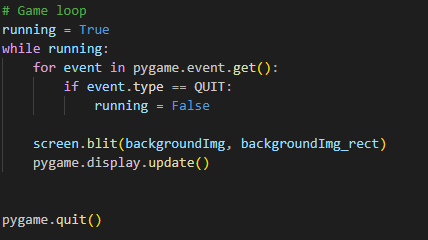 # Game loop
running = True
while running:
    for event in pygame.event.get():
        if event.type == QUIT:
            running = False
    screen.blit(backgroundImg, backgroundImg_rect)
    pygame.display.update()
pygame.quit()